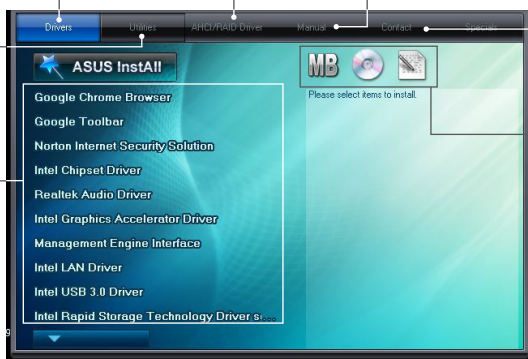 Drivers Utilities AHCI/RAID Driver Manual Contact Specials
ASUS InstAll
MB
Please select items to install.
Google Chrome Browser
Google Toolbar
Norton Internet Security Solution
Intel Chipset Driver
Realtek Audio Driver
Intel Graphics Accelerator Driver
Management Engine Interface
Intel LAN Driver
Intel USB 3.0 Driver
Intel Rapid Storage Technology Driver s....
9